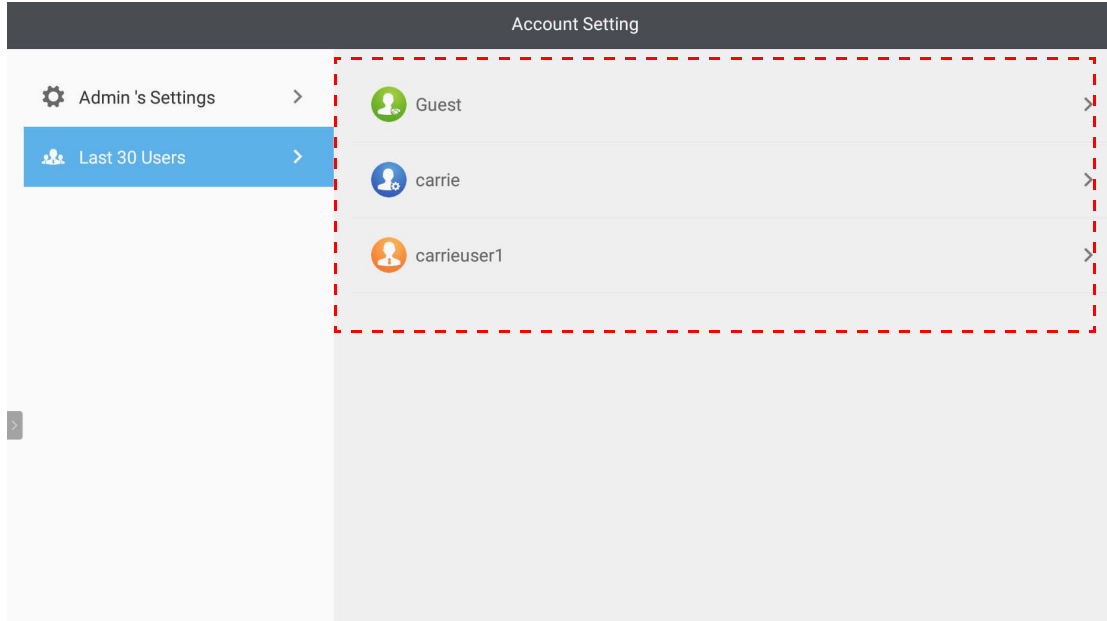 Account Setting
Admin 's Settings
Last 30 Users
Guest
carrie
carrieuser1